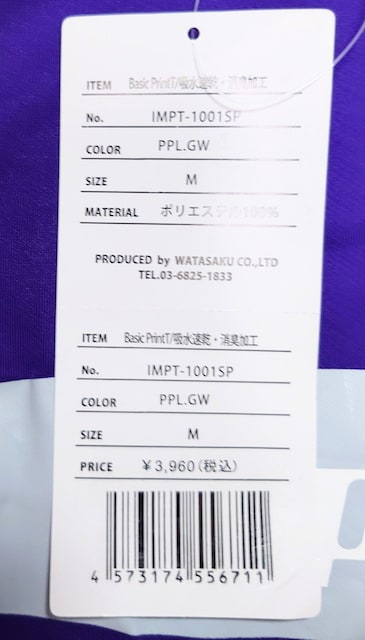 ITEM Basic PrintT/吸水速乾・消臭加工
No. IMPT-1001SP
COLOR PPL.GW
SIZE M
MATERIAL ポリエステル100%
PRODUCED by WATASAKU CO.,LTD
TEL.03-6825-1833
ITEM Basic PrintT/吸水速乾・消臭加工
No. IMPT-1001SP
COLOR PPL.GW
SIZE M
PRICE ¥3,960(税込)
4 573174 556711